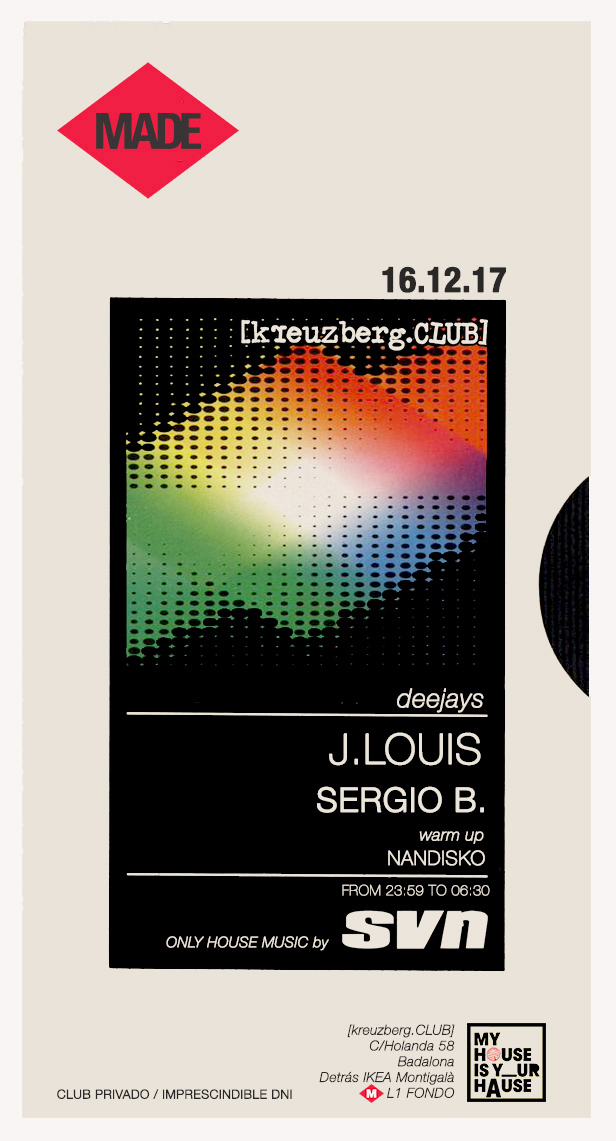 MADE
16.12.17
[kreuzberg.CLUB]
deejays
J.LOUIS
SERGIO B.
warm up
NANDISKO
FROM 23:59 TO 06:30
ONLY HOUSE MUSIC by svn
[kreuzberg.CLUB]
C/Holanda 58
Badalona
Detrás IKEA Montigalà
M L1 FONDO
CLUB PRIVADO / IMPRESCINDIBLE DNI
MY
HOUSE
IS Y__UR
HAUSE